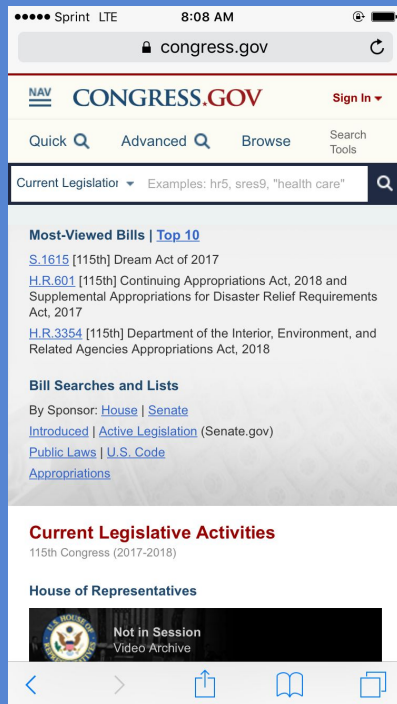 Sprint LTE 8:08 AM
congress.gov
NAV CONGRESS.GOV Sign In
Quick Advanced Browse Search
Tools
Current Legislation Examples: hr5, sres9, "health care"
Most-Viewed Bills | Top 10
S.1615 [115th] Dream Act of 2017
H.R.601 [115th] Continuing Appropriations Act, 2018 and
Supplemental Appropriations for Disaster Relief Requirements
Act, 2017
H.R.3354 [115th] Department of the Interior, Environment, and
Related Agencies Appropriations Act, 2018
Bill Searches and Lists
By Sponsor: House | Senate
Introduced | Active Legislation (Senate.gov)
Public Laws | U.S. Code
Appropriations
Current Legislative Activities
115th Congress (2017-2018)
House of Representatives
Not in Session
Video Archive